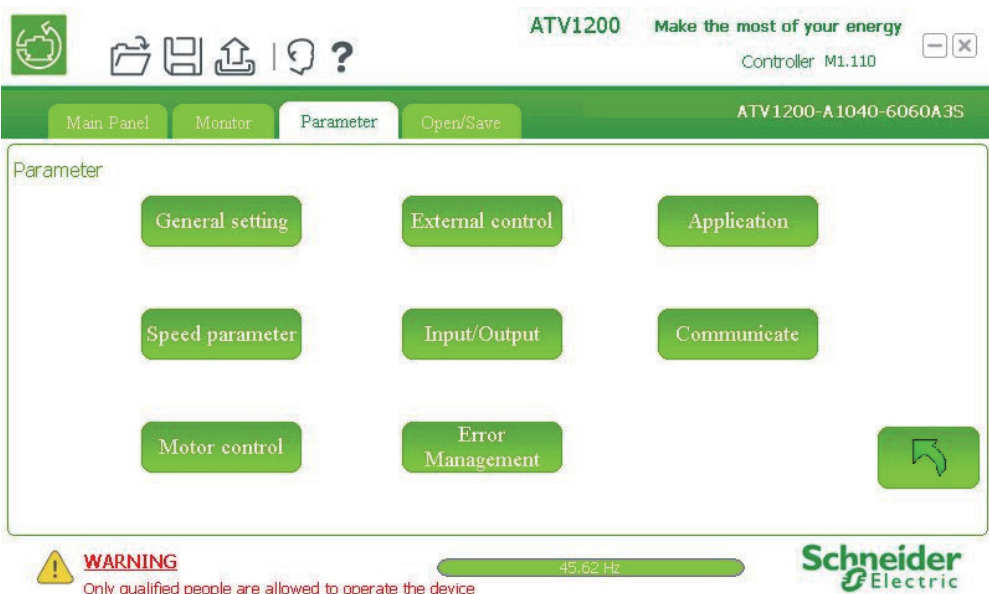 ATV1200 Make the most of your energy
Controller M1.110
?
Main Panel Monitor Parameter Open/Save ATV1200-A1040-6060A3S
Parameter
General setting External control Application
Speed parameter Input/Output Communicate
Motor control Error
Management
WARNING
Only qualified people are allowed to operate the device
45.62 Hz
Schneider
Electric